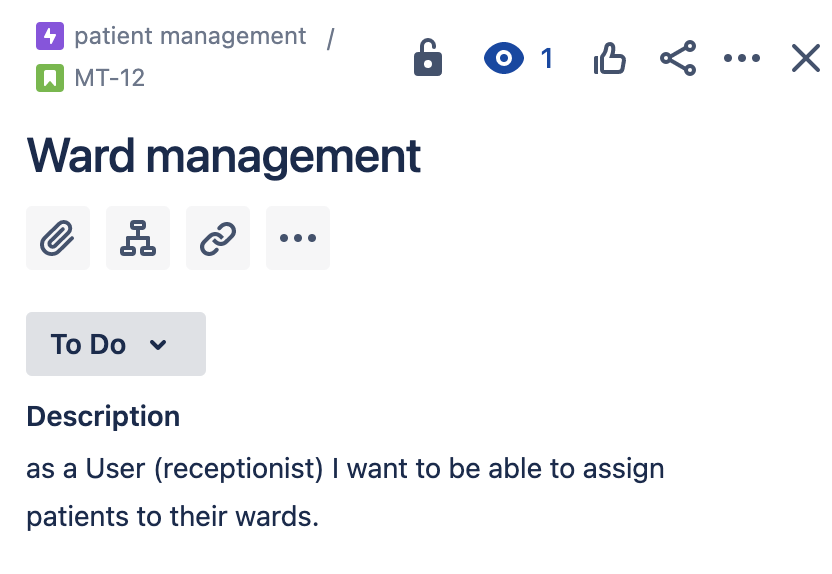 patient management /
MT-12
1
Ward management
To Do
Description
as a User (receptionist) I want to be able to assign
patients to their wards.